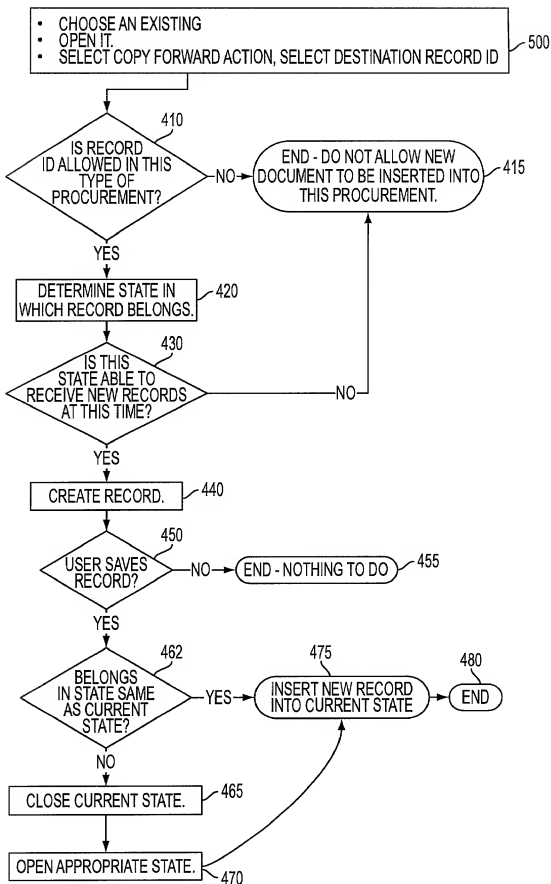 • CHOOSE AN EXISTING
• OPEN IT.
• SELECT COPY FORWARD ACTION, SELECT DESTINATION RECORD ID
500
410
IS RECORD
ID ALLOWED IN THIS
TYPE OF
PROCUREMENT?
NO
END - DO NOT ALLOW NEW
DOCUMENT TO BE INSERTED INTO
THIS PROCUREMENT.
415
YES
DETERMINE STATE IN
WHICH RECORD BELONGS.
420
430
IS THIS
STATE ABLE TO
RECEIVE NEW RECORDS
AT THIS TIME?
NO
YES
CREATE RECORD.
440
450
USER SAVES
RECORD?
NO
END - NOTHING TO DO
455
YES
462
BELONGS
IN STATE SAME
AS CURRENT
STATE?
YES
475
INSERT NEW RECORD
INTO CURRENT STATE
480
END
NO
CLOSE CURRENT STATE.
465
OPEN APPROPRIATE STATE.
470